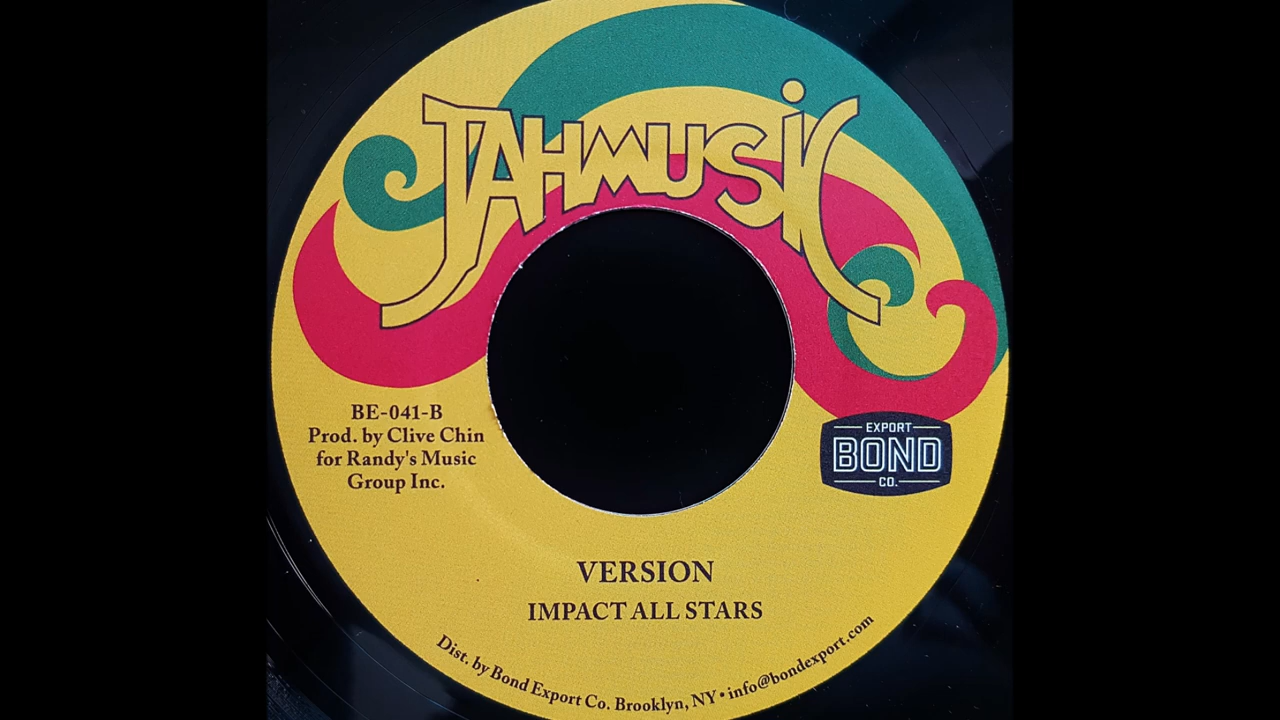 JAHMUSIC
BE-041-B
Prod. by Clive Chin
for Randy's Music
Group Inc.
EXPORT
BOND
CO.
VERSION
IMPACT ALL STARS
Dist. by Bond Export Co. Brooklyn, NY • info@bondexport.com